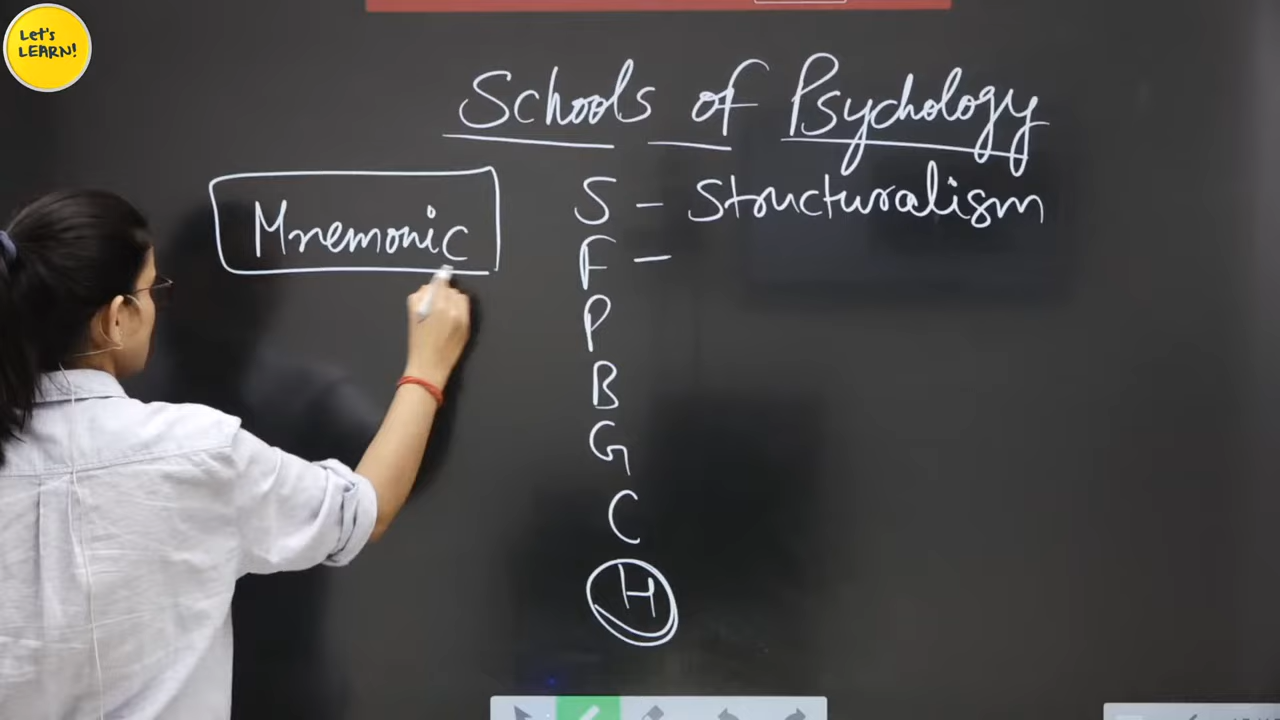 Let's
LEARN!
Schools of Psychology
Mnemonic
S - Structuralism
F -
P
B
G
C
H